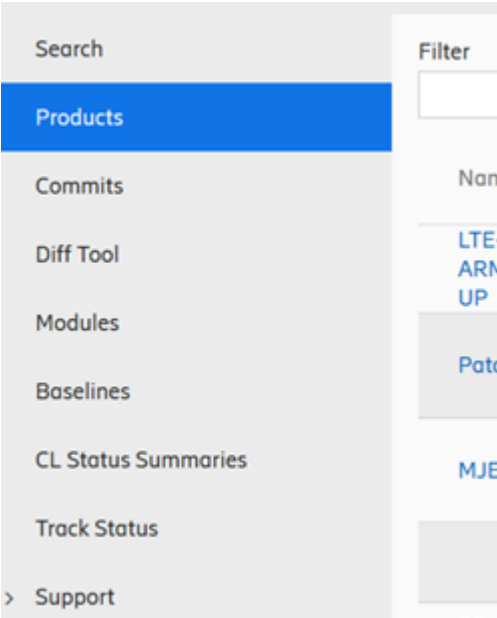 Search
Products
Commits
Diff Tool
Modules
Baselines
CL Status Summaries
Track Status
Support
Filter
UP